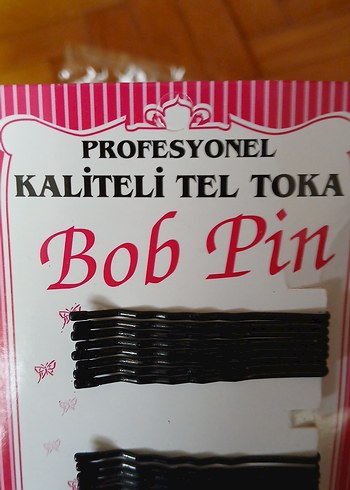 PROFESYONEL
KALİTELİ TEL TOKA
Bob Pin